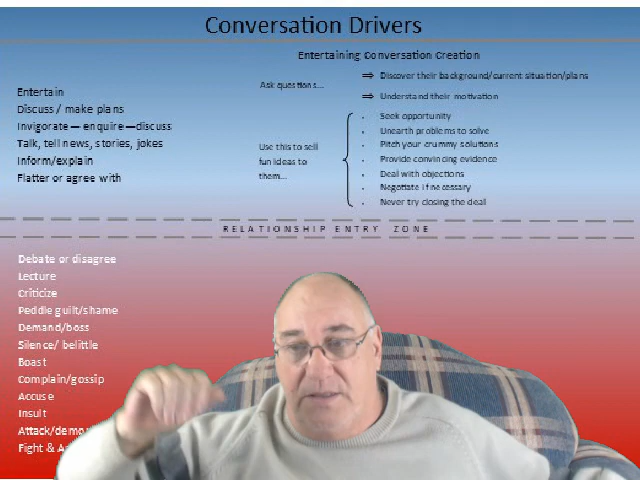 Conversation Drivers
Entertaining Conversation Creation
Entertain
Discuss / make plans
Invigorate — enquire —discuss
Talk, tell news, stories, jokes
Inform/explain
Flatter or agree with
Ask questions...
⇒ Discover their background/current situation/plans
⇒ Understand their motivation
Use this to sell
fun ideas to
them...
• Seek opportunity
• Unearth problems to solve
• Pitch your crummy solutions
• Provide convincing evidence
• Deal with objections
• Negotiate if necessary
• Never try closing the deal
RELATIONSHIP ENTRY ZONE
Debate or disagree
Lecture
Criticize
Peddle guilt/shame
Demand/boss
Silence/ belittle
Boast
Complain/gossip
Accuse
Insult
Fight &